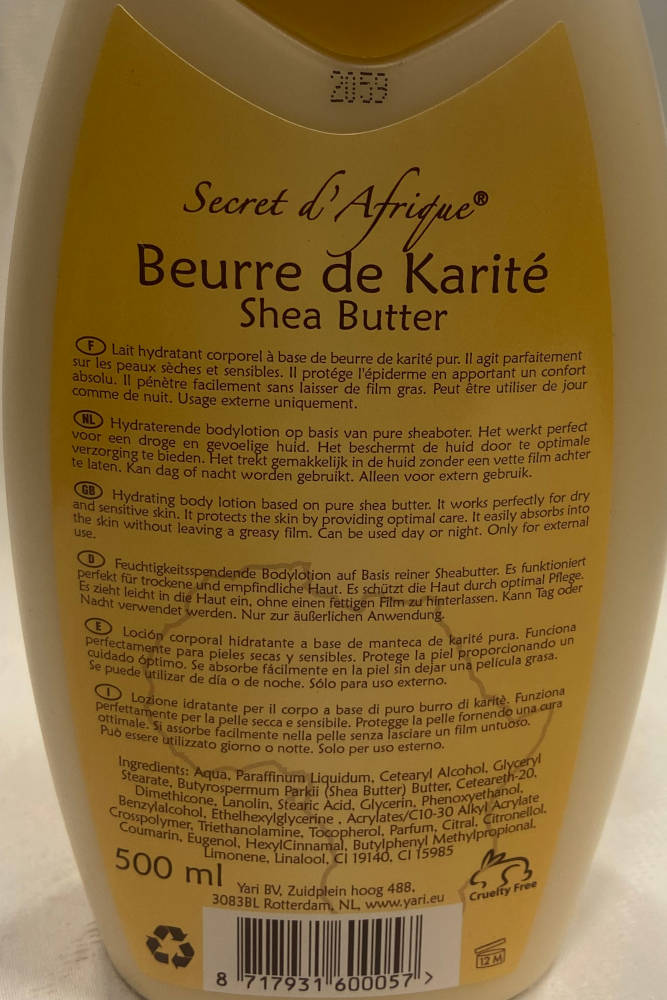 2059
Secret d'Afrique®
Beurre de Karité
Shea Butter
F Lait hydratant corporel à base de beurre de karité pur. Il agit parfaitement
sur les peaux sèches et sensibles. Il protége l'épiderme en apportant un confort
absolu. Il pénètre facilement sans laisser de film gras. Peut être utiliser de jour
comme de nuit. Usage externe uniquement.
NL Hydraterende bodylotion op basis van pure sheaboter. Het werkt perfect
voor een droge en gevoelige huid. Het beschermt de huid door te optimale
verzorging te bieden. Het trekt gemakkelijk in de huid zonder een vette film achter
te laten. Kan dag of nacht worden gebruikt. Alleen voor extern gebruik.
GB Hydrating body lotion based on pure shea butter. It works perfectly for dry
and sensitive skin. It protects the skin by providing optimal care. It easily absorbs into
the skin without leaving a greasy film. Can be used day or night. Only for external
use.
D Feuchtigkeitsspendende Bodylotion auf Basis reiner Sheabutter. Es funktioniert
perfekt für trockene und empfindliche Haut. Es schützt die Haut durch optimal Pflege.
Es zieht leicht in die Haut ein, ohne einen fettigen Film zu hinterlassen. Kann Tag oder
Nacht verwendet werden. Nur zur äußerlichen Anwendung.
E Loción corporal hidratante a base de manteca de karité pura. Funciona
perfectamente para pieles secas y sensibles. Protege la piel proporcionando un
cuidado óptimo. Se absorbe fácilmente en la piel sin dejar una película grasa.
Se puede utilizar de día o de noche. Sólo para uso externo.
I Lozione idratante per il corpo a base di puro burro di karitè. Funziona
perfettamente per la pelle secca e sensibile. Protegge la pelle fornendo una cura
ottimale. Si assorbe facilmente nella pelle senza lasciare un film untuoso.
Può essere utilizzato giorno o notte. Solo per uso esterno.
Ingredients: Aqua, Paraffinum Liquidum, Cetearyl Alcohol, Glyceryl
Stearate, Butyrospermum Parkii (Shea Butter) Butter, Ceteareth-20,
Dimethicone, Lanolin, Stearic Acid, Glycerin, Phenoxyethanol,
Benzylalcohol, Ethelhexylglycerine , Acrylates/C10-30 Alkyl Acrylate
Crosspolymer, Triethanolamine, Tocopherol, Parfum, Citral, Citronellol,
Coumarin, Eugenol, HexylCinnamal, Butylphenyl Methylpropional,
Limonene, Linalool, CI 19140, CI 15985
500 ml
Yari BV, Zuidplein hoog 488,
3083BL Rotterdam, NL, www.yari.eu
Cruelty Free
12 M
8 717931 600057 >